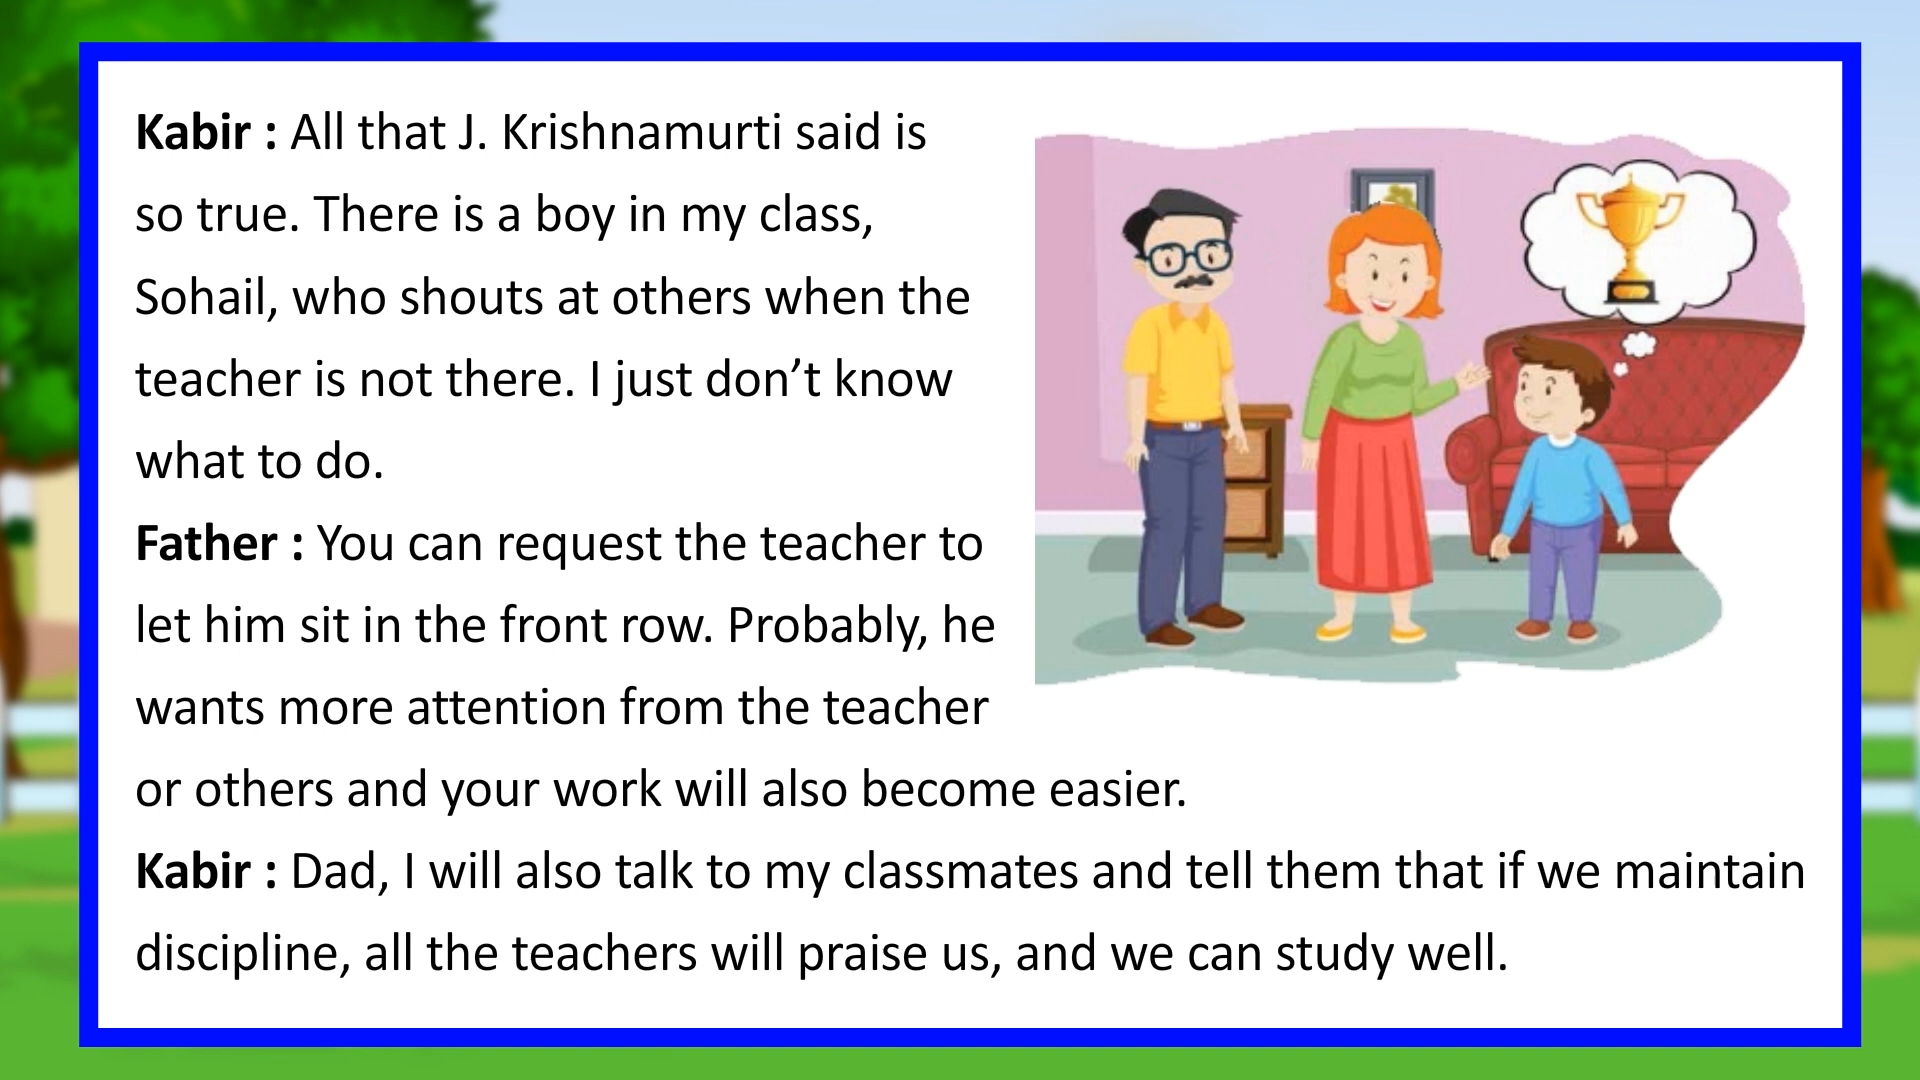 Kabir : All that J. Krishnamurti said is
so true. There is a boy in my class,
Sohail, who shouts at others when the
teacher is not there. I just don’t know
what to do.
Father : You can request the teacher to
let him sit in the front row. Probably, he
wants more attention from the teacher
or others and your work will also become easier.
Kabir : Dad, I will also talk to my classmates and tell them that if we maintain
discipline, all the teachers will praise us, and we can study well.